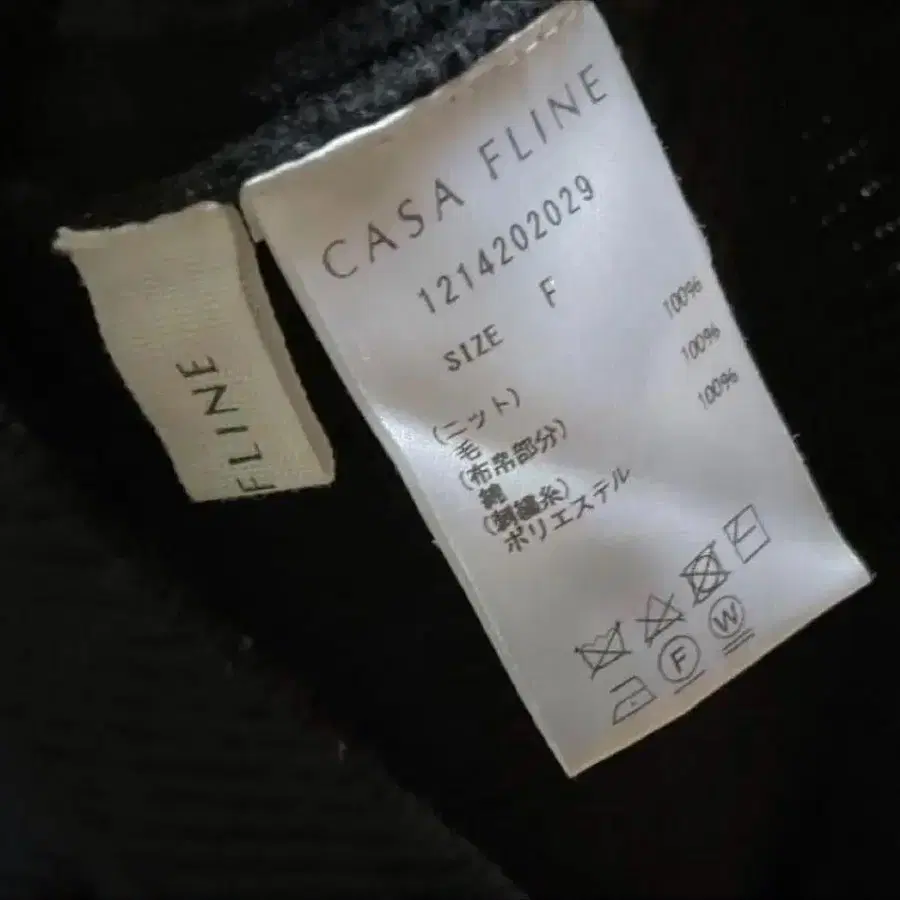 CASA FLINE
1214202029
SIZE F
(ニット)
毛 100%
(布帛部分)
綿 100%
(刺繍糸)
ポリエステル 100%
F
W
FLINE